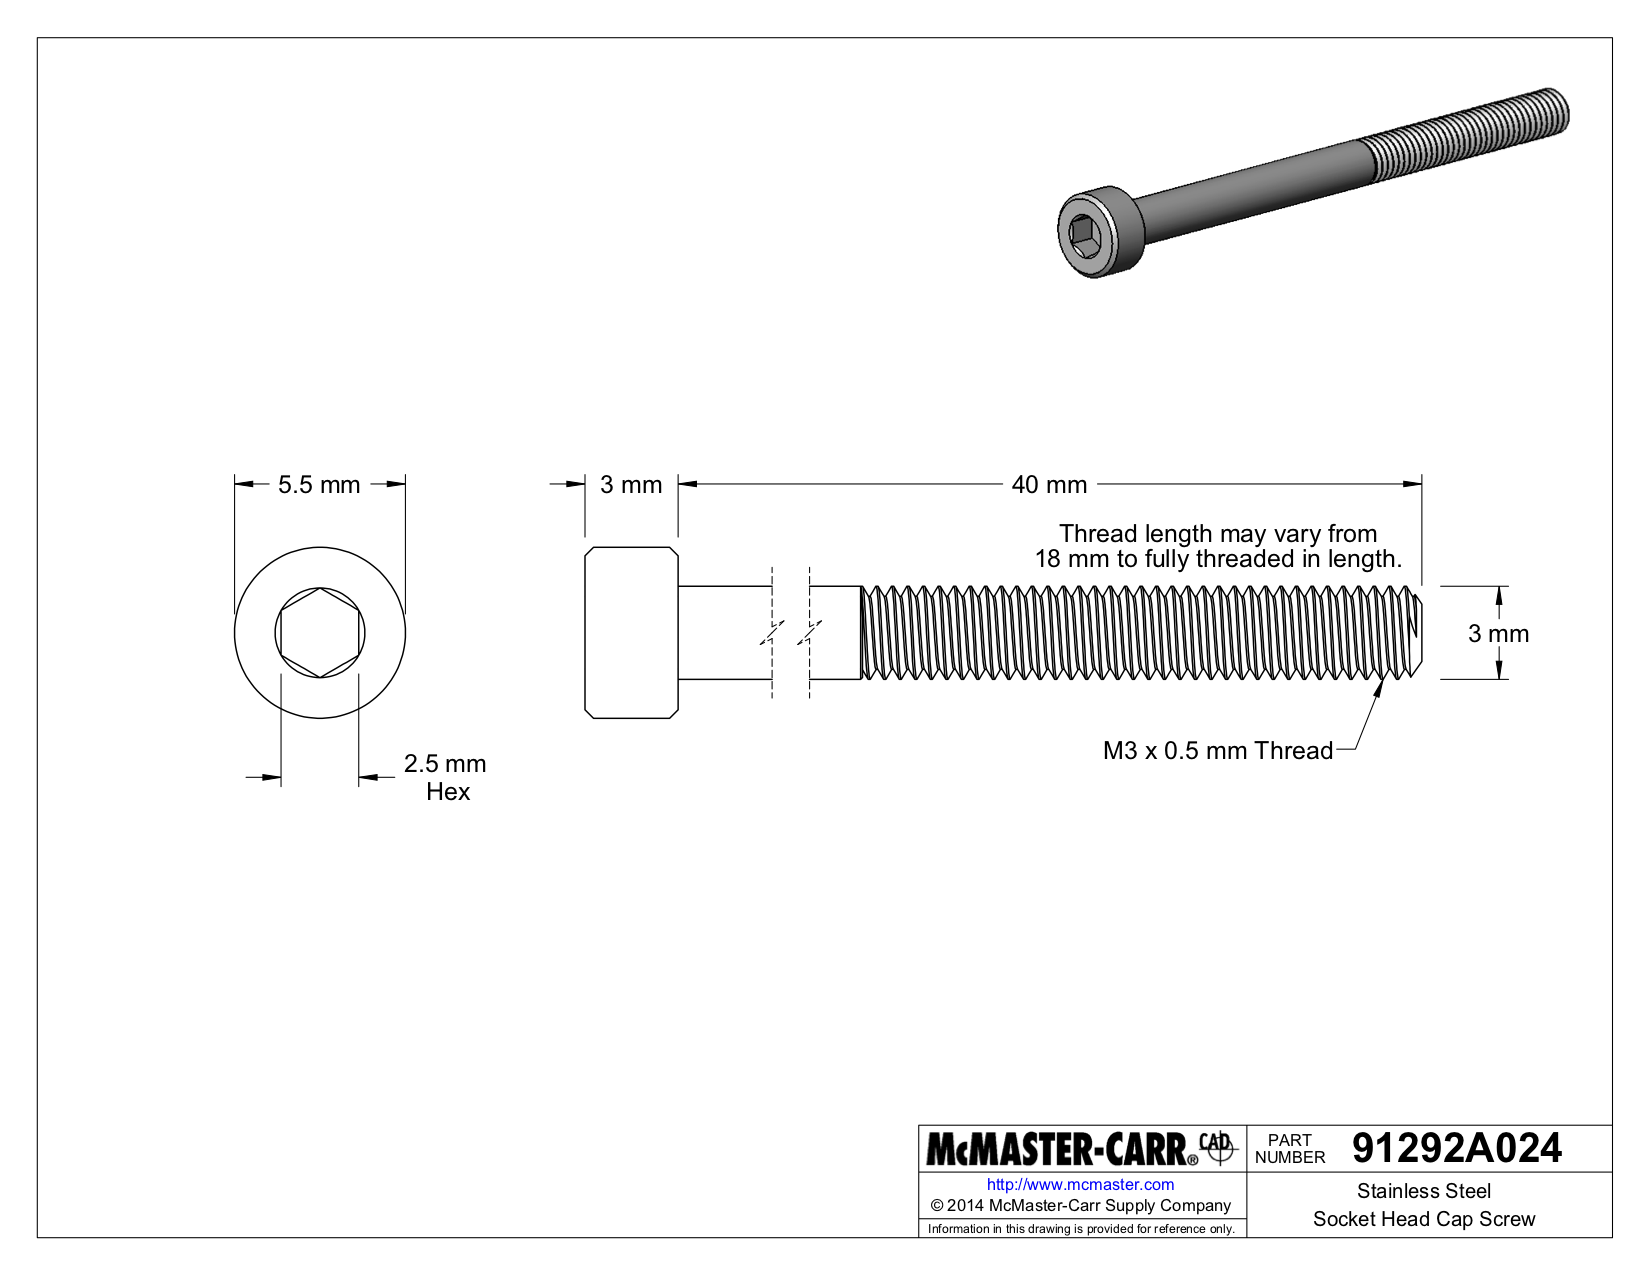 5.5 mm
3 mm
40 mm
Thread length may vary from
18 mm to fully threaded in length.
3 mm
M3 x 0.5 mm Thread
2.5 mm
Hex
McMASTER-CARR® CAD
http://www.mcmaster.com
© 2014 McMaster-Carr Supply Company
Information in this drawing is provided for reference only.
PART
NUMBER
91292A024
Stainless Steel
Socket Head Cap Screw